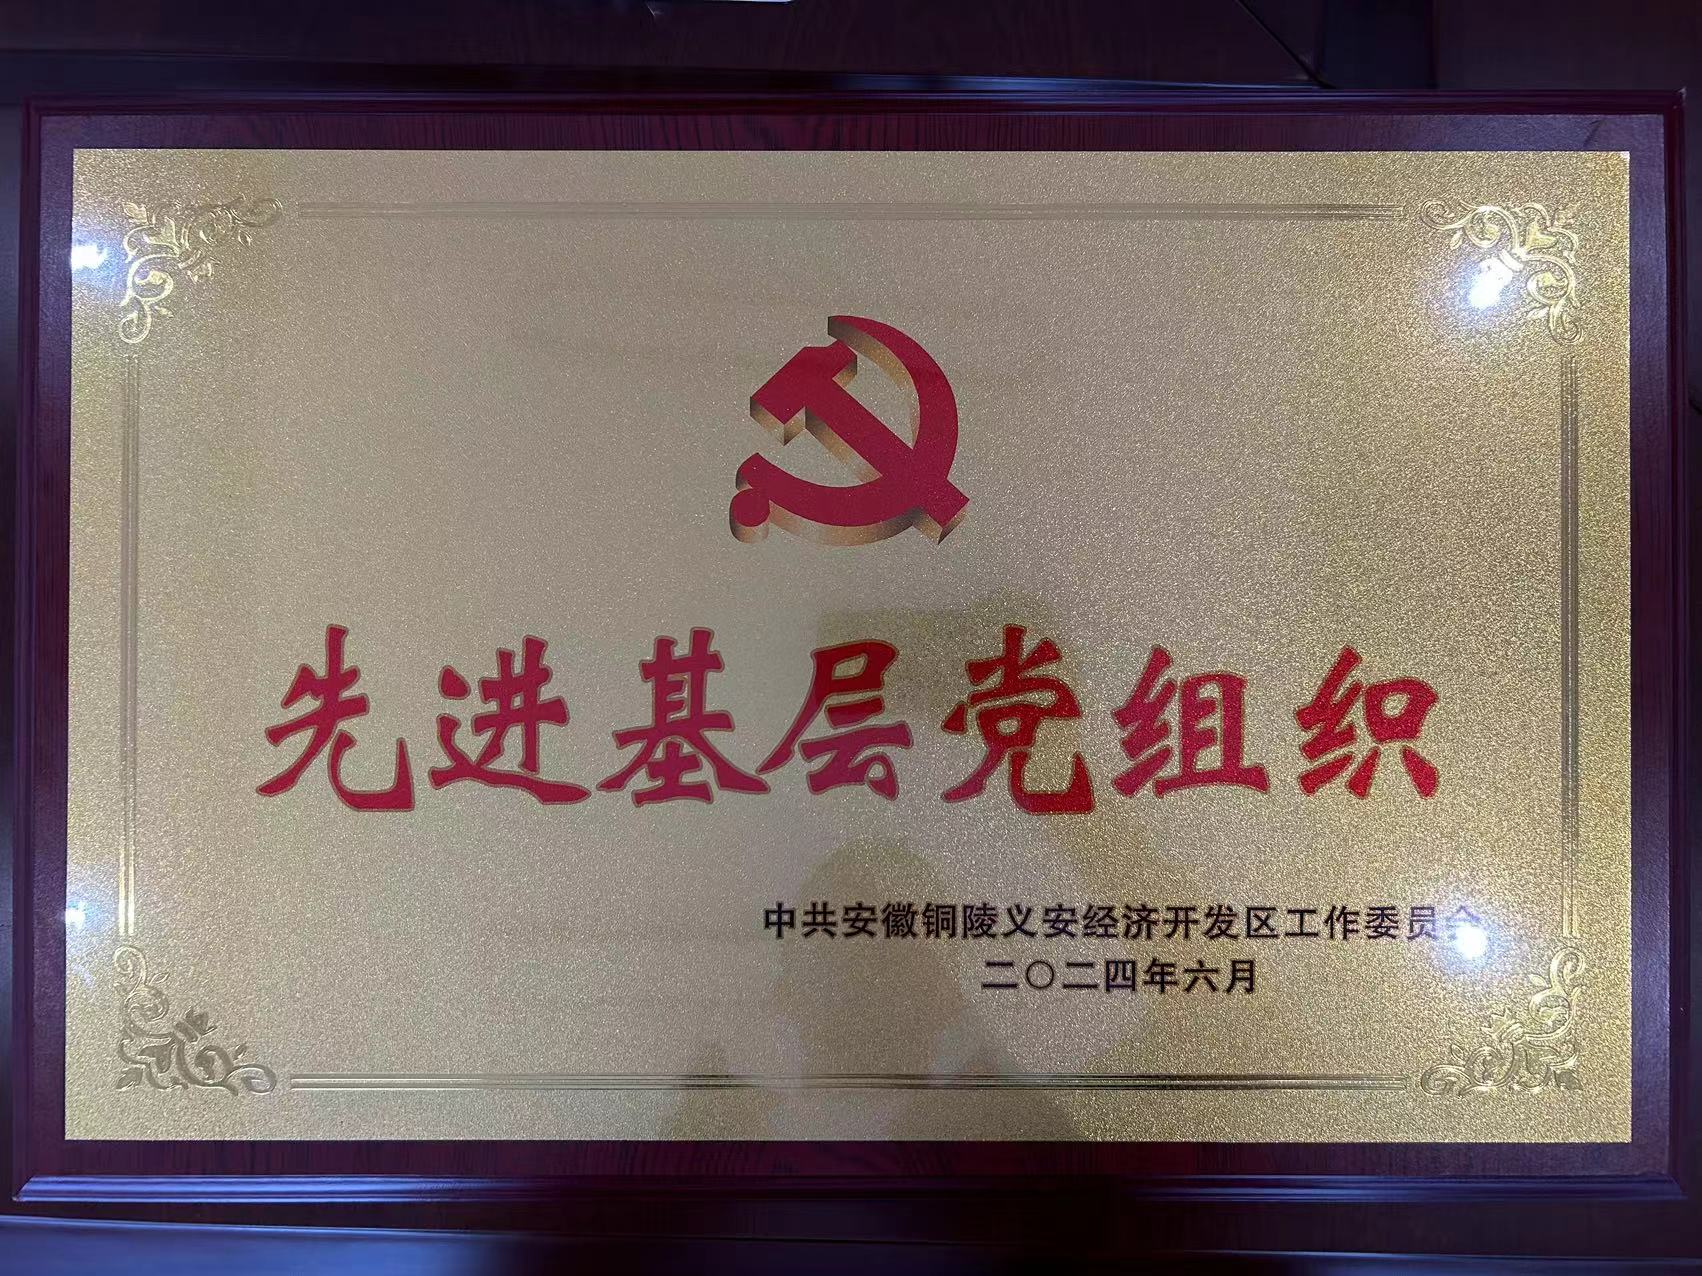 先进基层党组织
中共安徽铜陵义安经济开发区工作委员会
二〇二四年六月